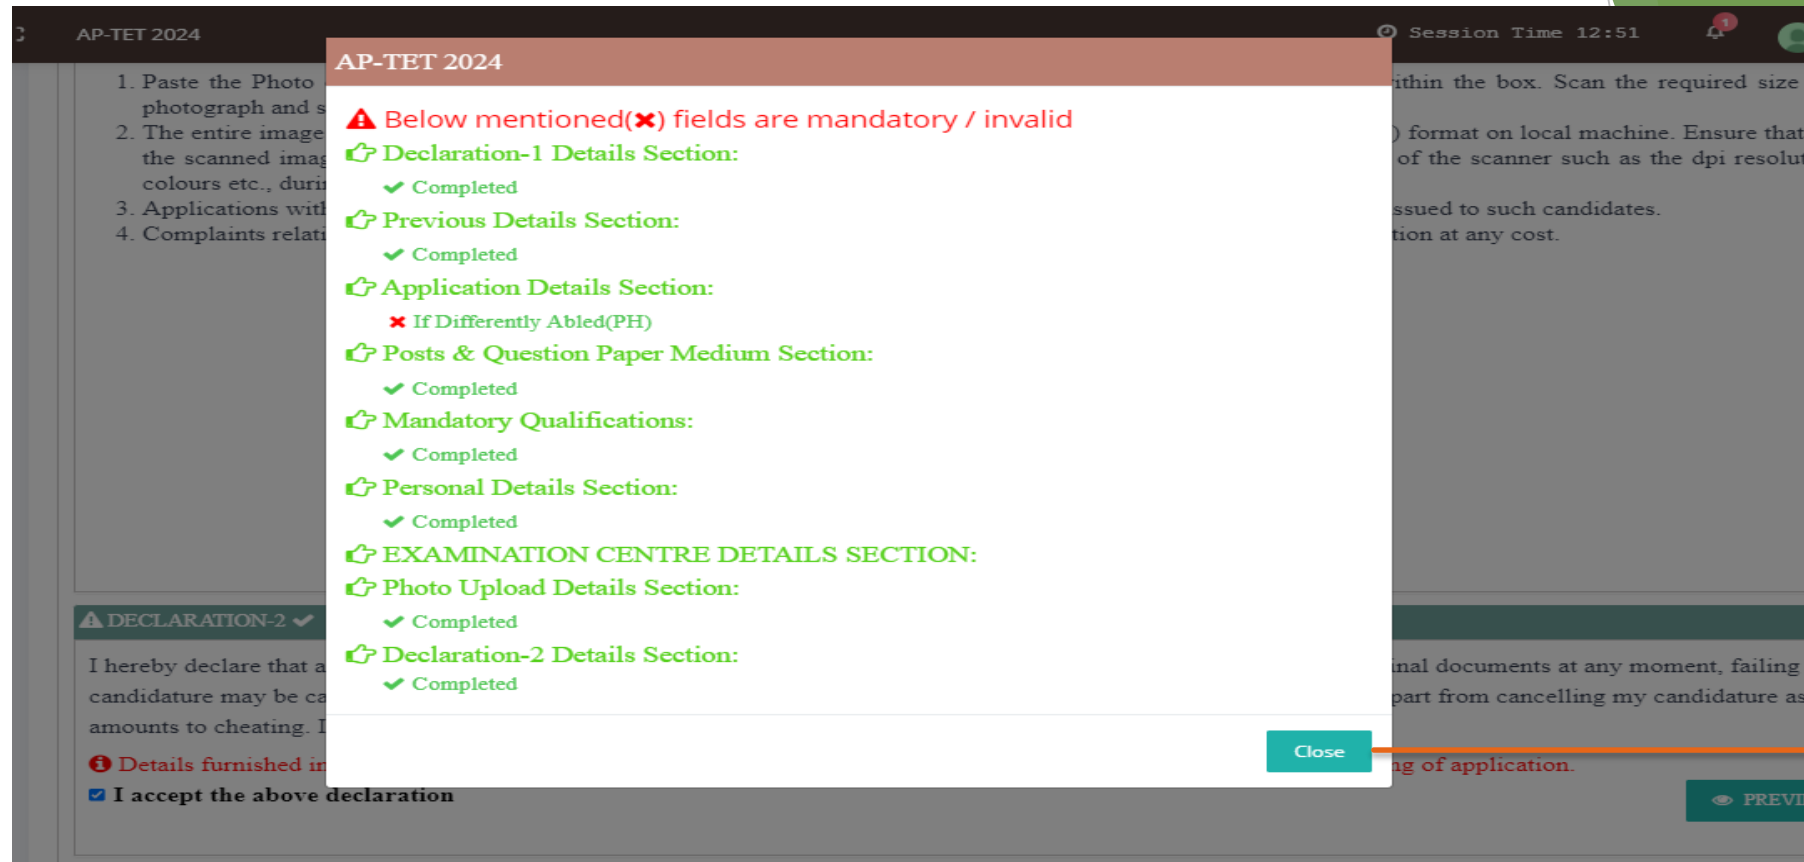 AP-TET 2024
Session Time 12:51
1
AP-TET 2024
1. Paste the Photo
ithin the box. Scan the required size
photograph and s
2. The entire image
) format on local machine. Ensure that
the scanned imag
of the scanner such as the dpi resolut
colours etc., duri
3. Applications with
ssued to such candidates.
4. Complaints relati
tion at any cost.
Below mentioned(✖) fields are mandatory / invalid
Declaration-1 Details Section:
✔ Completed
Previous Details Section:
✔ Completed
Application Details Section:
✖ If Differently Abled(PH)
Posts & Question Paper Medium Section:
✔ Completed
Mandatory Qualifications:
✔ Completed
Personal Details Section:
✔ Completed
EXAMINATION CENTRE DETAILS SECTION:
Photo Upload Details Section:
✔ Completed
Declaration-2 Details Section:
✔ Completed
Close
DECLARATION-2 ✔
I hereby declare that a
inal documents at any moment, failing
candidature may be ca
part from cancelling my candidature as
amounts to cheating. I
Details furnished in
ng of application.
I accept the above declaration
PREVI